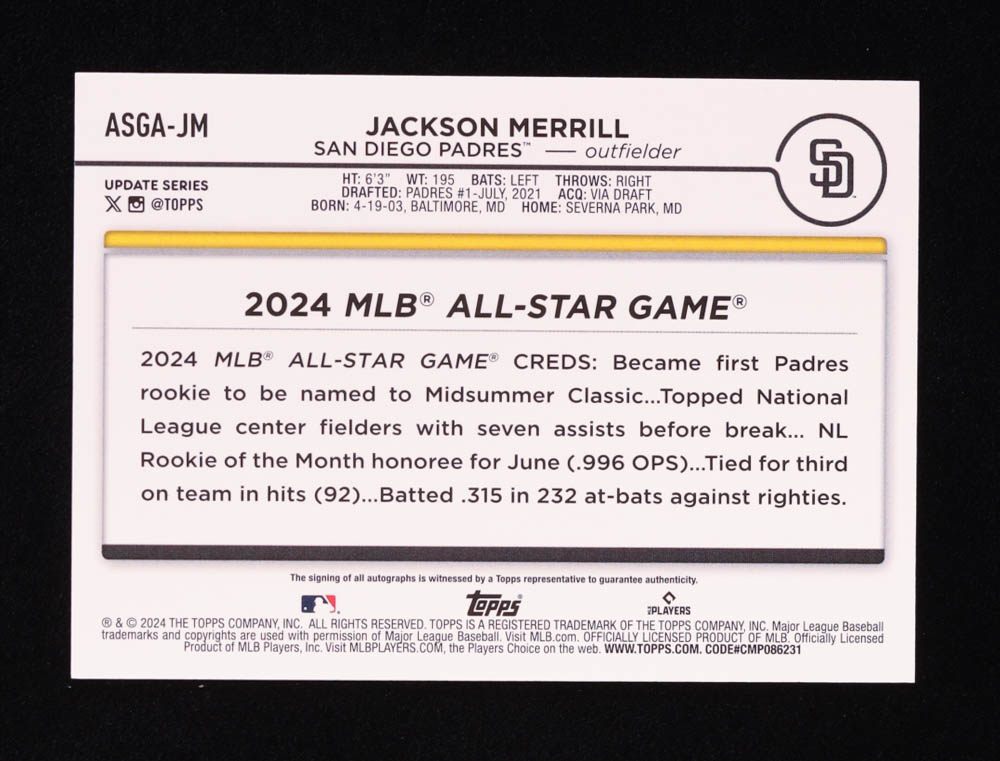 ASGA-JM
JACKSON MERRILL
SAN DIEGO PADRES™ — outfielder
SD
UPDATE SERIES
@TOPPS
HT: 6'3" WT: 195 BATS: LEFT THROWS: RIGHT
DRAFTED: PADRES #1-JULY, 2021 ACQ: VIA DRAFT
BORN: 4-19-03, BALTIMORE, MD HOME: SEVERNA PARK, MD
2024 MLB® ALL-STAR GAME®
2024 MLB® ALL-STAR GAME® CREDS: Became first Padres
rookie to be named to Midsummer Classic...Topped National
League center fielders with seven assists before break... NL
Rookie of the Month honoree for June (.996 OPS)...Tied for third
on team in hits (92)...Batted .315 in 232 at-bats against righties.
The signing of all autographs is witnessed by a Topps representative to guarantee authenticity.
Topps®
PLAYERS
® & © 2024 THE TOPPS COMPANY, INC. ALL RIGHTS RESERVED. TOPPS IS A REGISTERED TRADEMARK OF THE TOPPS COMPANY, INC. Major League Baseball
trademarks and copyrights are used with permission of Major League Baseball. Visit MLB.com. OFFICIALLY LICENSED PRODUCT OF MLB. Officially Licensed
Product of MLB Players, Inc. Visit MLBPLAYERS.COM, the Players Choice on the web. WWW.TOPPS.COM. CODE#CMP086231